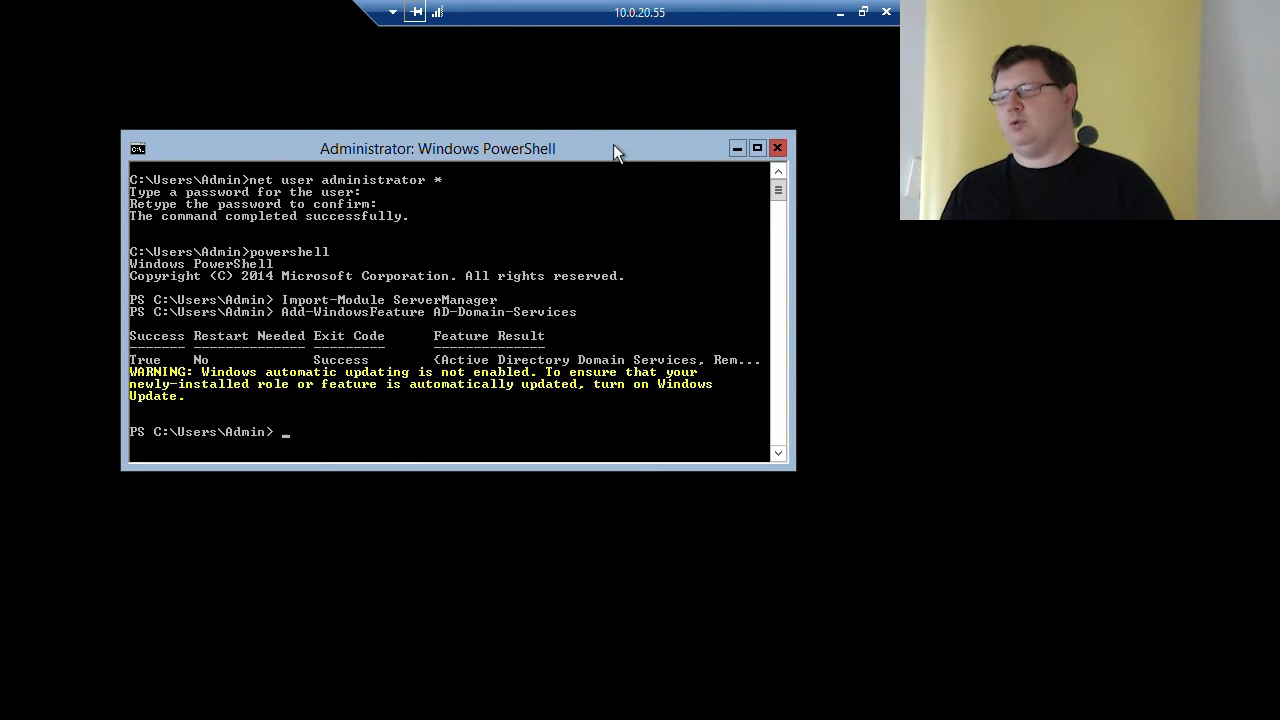 10.0.20.55
Administrator: Windows PowerShell
C:\Users\Admin>net user administrator *
Type a password for the user:
Retype the password to confirm:
The command completed successfully.
C:\Users\Admin>powershell
Windows PowerShell
Copyright (C) 2014 Microsoft Corporation. All rights reserved.
PS C:\Users\Admin> Import-Module ServerManager
PS C:\Users\Admin> Add-WindowsFeature AD-Domain-Services
Success Restart Needed Exit Code      Feature Result
------- -------------- ---------      --------------
True    No             Success        {Active Directory Domain Services, Rem...
WARNING: Windows automatic updating is not enabled. To ensure that your
newly-installed role or feature is automatically updated, turn on Windows
Update.
PS C:\Users\Admin> _